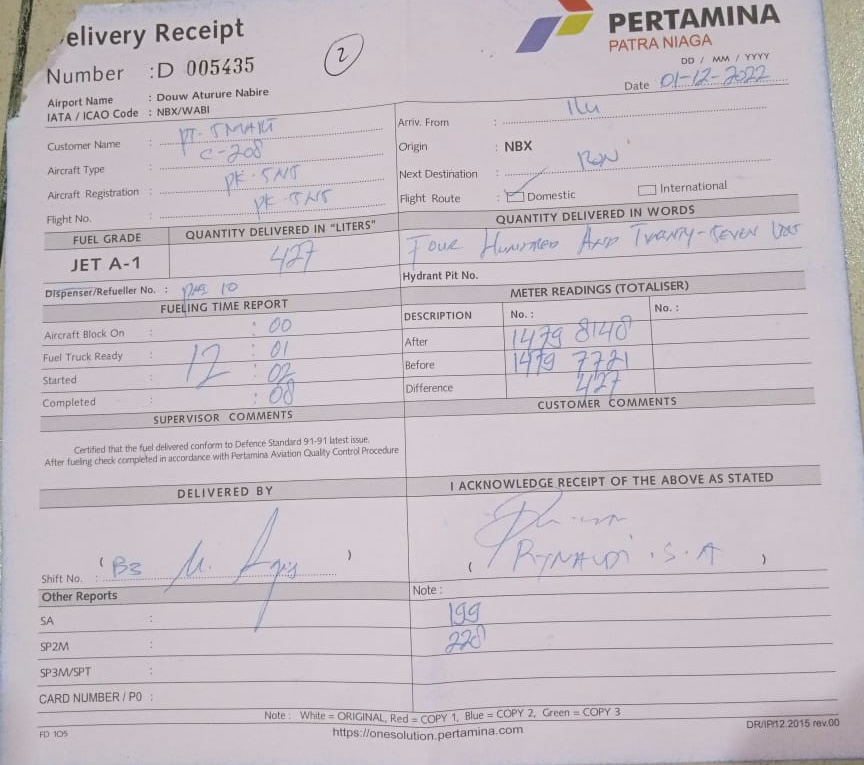 elivery Receipt
2
PERTAMINA
PATRA NIAGA
Number : D 005435
DD / MM / YYYY
Date 01-12-2022
Airport Name : Douw Aturure Nabire
IATA / ICAO Code : NBX/WABI
Customer Name : PT. SMART
Aircraft Type : C-208
Aircraft Registration : PK-SNS
Flight No. : PK-SNS
Arriv. From : ILU
Origin : NBX
Next Destination :
Flight Route : Domestic International
FUEL GRADE QUANTITY DELIVERED IN "LITERS" QUANTITY DELIVERED IN WORDS
JET A-1 427 FOUR HUNDRED AND TWENTY-SEVEN
Dispenser/Refueller No. : 10 Hydrant Pit No.
FUELING TIME REPORT
Aircraft Block On : : 00
Fuel Truck Ready : 12 : 01
Started : : 02
Completed : : 08
METER READINGS (TOTALISER)
DESCRIPTION No. : No. :
After 1479 8148
Before 1479 7721
Difference 427
SUPERVISOR COMMENTS CUSTOMER COMMENTS
Certified that the fuel delivered conform to Defence Standard 91-91 latest issue.
After fueling check completed in accordance with Pertamina Aviation Quality Control Procedure
DELIVERED BY I ACKNOWLEDGE RECEIPT OF THE ABOVE AS STATED
( ) ( RYNALDI . S . A )
Shift No. : B3
Other Reports Note :
SA : 199
SP2M : 228
SP3M/SPT :
CARD NUMBER / P0 :
Note : White = ORIGINAL, Red = COPY 1, Blue = COPY 2, Green = COPY 3
FD 105 https://onesolution.pertamina.com DR/IP/12.2015 rev.00